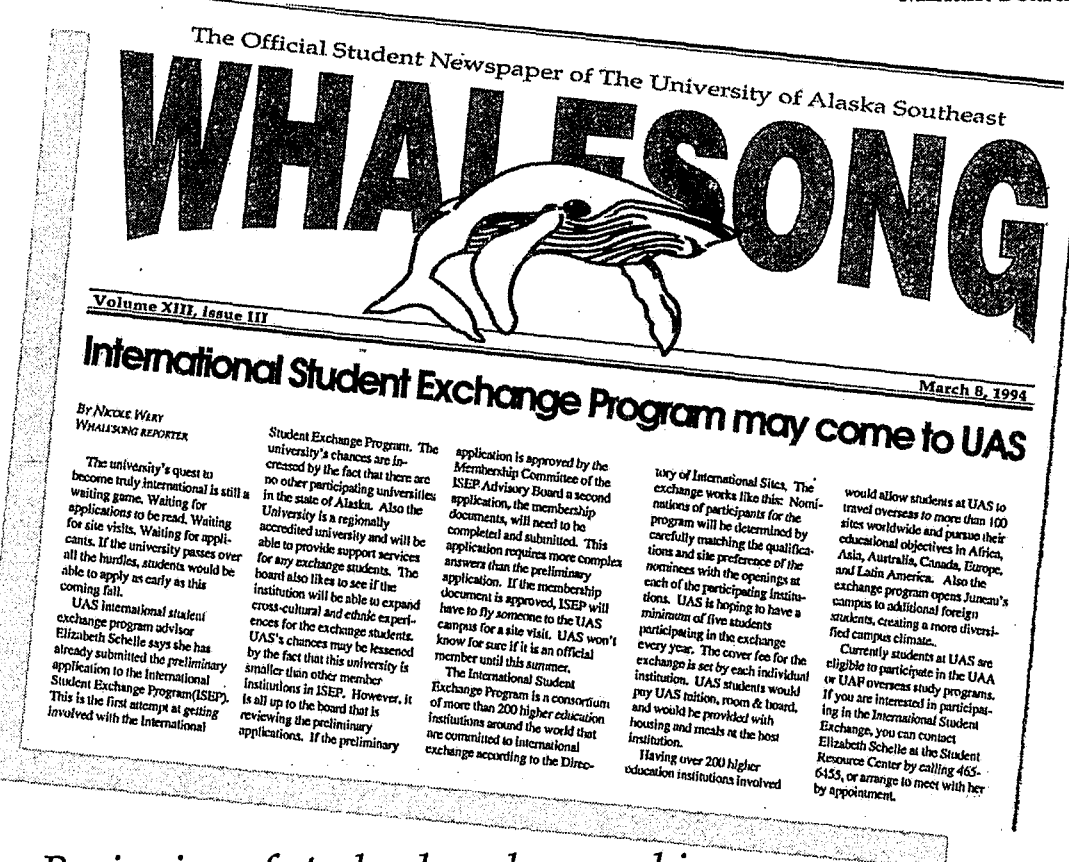 The Official Student Newspaper of The University of Alaska Southeast
WHALESONG
Volume XIII, issue III
March 8, 1994
International Student Exchange Program may come to UAS
BY NICOLE WERY
WHALESONG REPORTER
The university's quest to
become truly international is still a
waiting game. Waiting for
applications to be read. Waiting
for site visits. Waiting for appli-
cants. If the university passes over
all the hurdles, students would be
able to apply as early as this
coming fall.
UAS international student
exchange program advisor
Elizabeth Schelle says she has
already submitted the preliminary
application to the International
Student Exchange Program(ISEP).
This is the first attempt at getting
involved with the International
Student Exchange Program. The
university's chances are in-
creased by the fact that there are
no other participating universities
in the state of Alaska. Also the
University is a regionally
accredited university and will be
able to provide support services
for any exchange students. The
board also likes to see if the
institution will be able to expand
cross-cultural and ethnic experi-
ences for the exchange students.
UAS's chances may be lessened
by the fact that this university is
smaller than other member
institutions in ISEP. However, it
is all up to the board that is
reviewing the preliminary
applications. If the preliminary
application is approved by the
Membership Committee of the
ISEP Advisory Board a second
application, the membership
documents, will need to be
completed and submitted. This
application requires more complex
answers than the preliminary
application. If the membership
document is approved, ISEP will
have to fly someone to the UAS
campus for a site visit. UAS won't
know for sure if it is an official
member until this summer.
The International Student
Exchange Program is a consortium
of more than 200 higher education
institutions around the world that
are committed to international
exchange according to the Direc-
tory of International Sites. The
exchange works like this: Nomi-
nations of participants for the
program will be determined by
carefully matching the qualifica-
tions and site preference of the
nominees with the openings at
each of the participating institu-
tions. UAS is hoping to have a
minimum of five students
participating in the exchange
every year. The cover fee for the
exchange is set by each individual
institution. UAS students would
pay UAS tuition, room & board,
and would be provided with
housing and meals at the host
institution.
Having over 200 higher
education institutions involved
would allow students at UAS to
travel overseas to more than 100
sites worldwide and pursue their
educational objectives in Africa,
Asia, Australia, Canada, Europe,
and Latin America. Also the
exchange program opens Juneau's
campus to additional foreign
students, creating a more diversi-
fied campus climate.
Currently students at UAS are
eligible to participate in the UAA
or UAF overseas study programs.
If you are interested in participat-
ing in the International Student
Exchange, you can contact
Elizabeth Schelle at the Student
Resource Center by calling 465-
6455, or arrange to meet with her
by appointment.